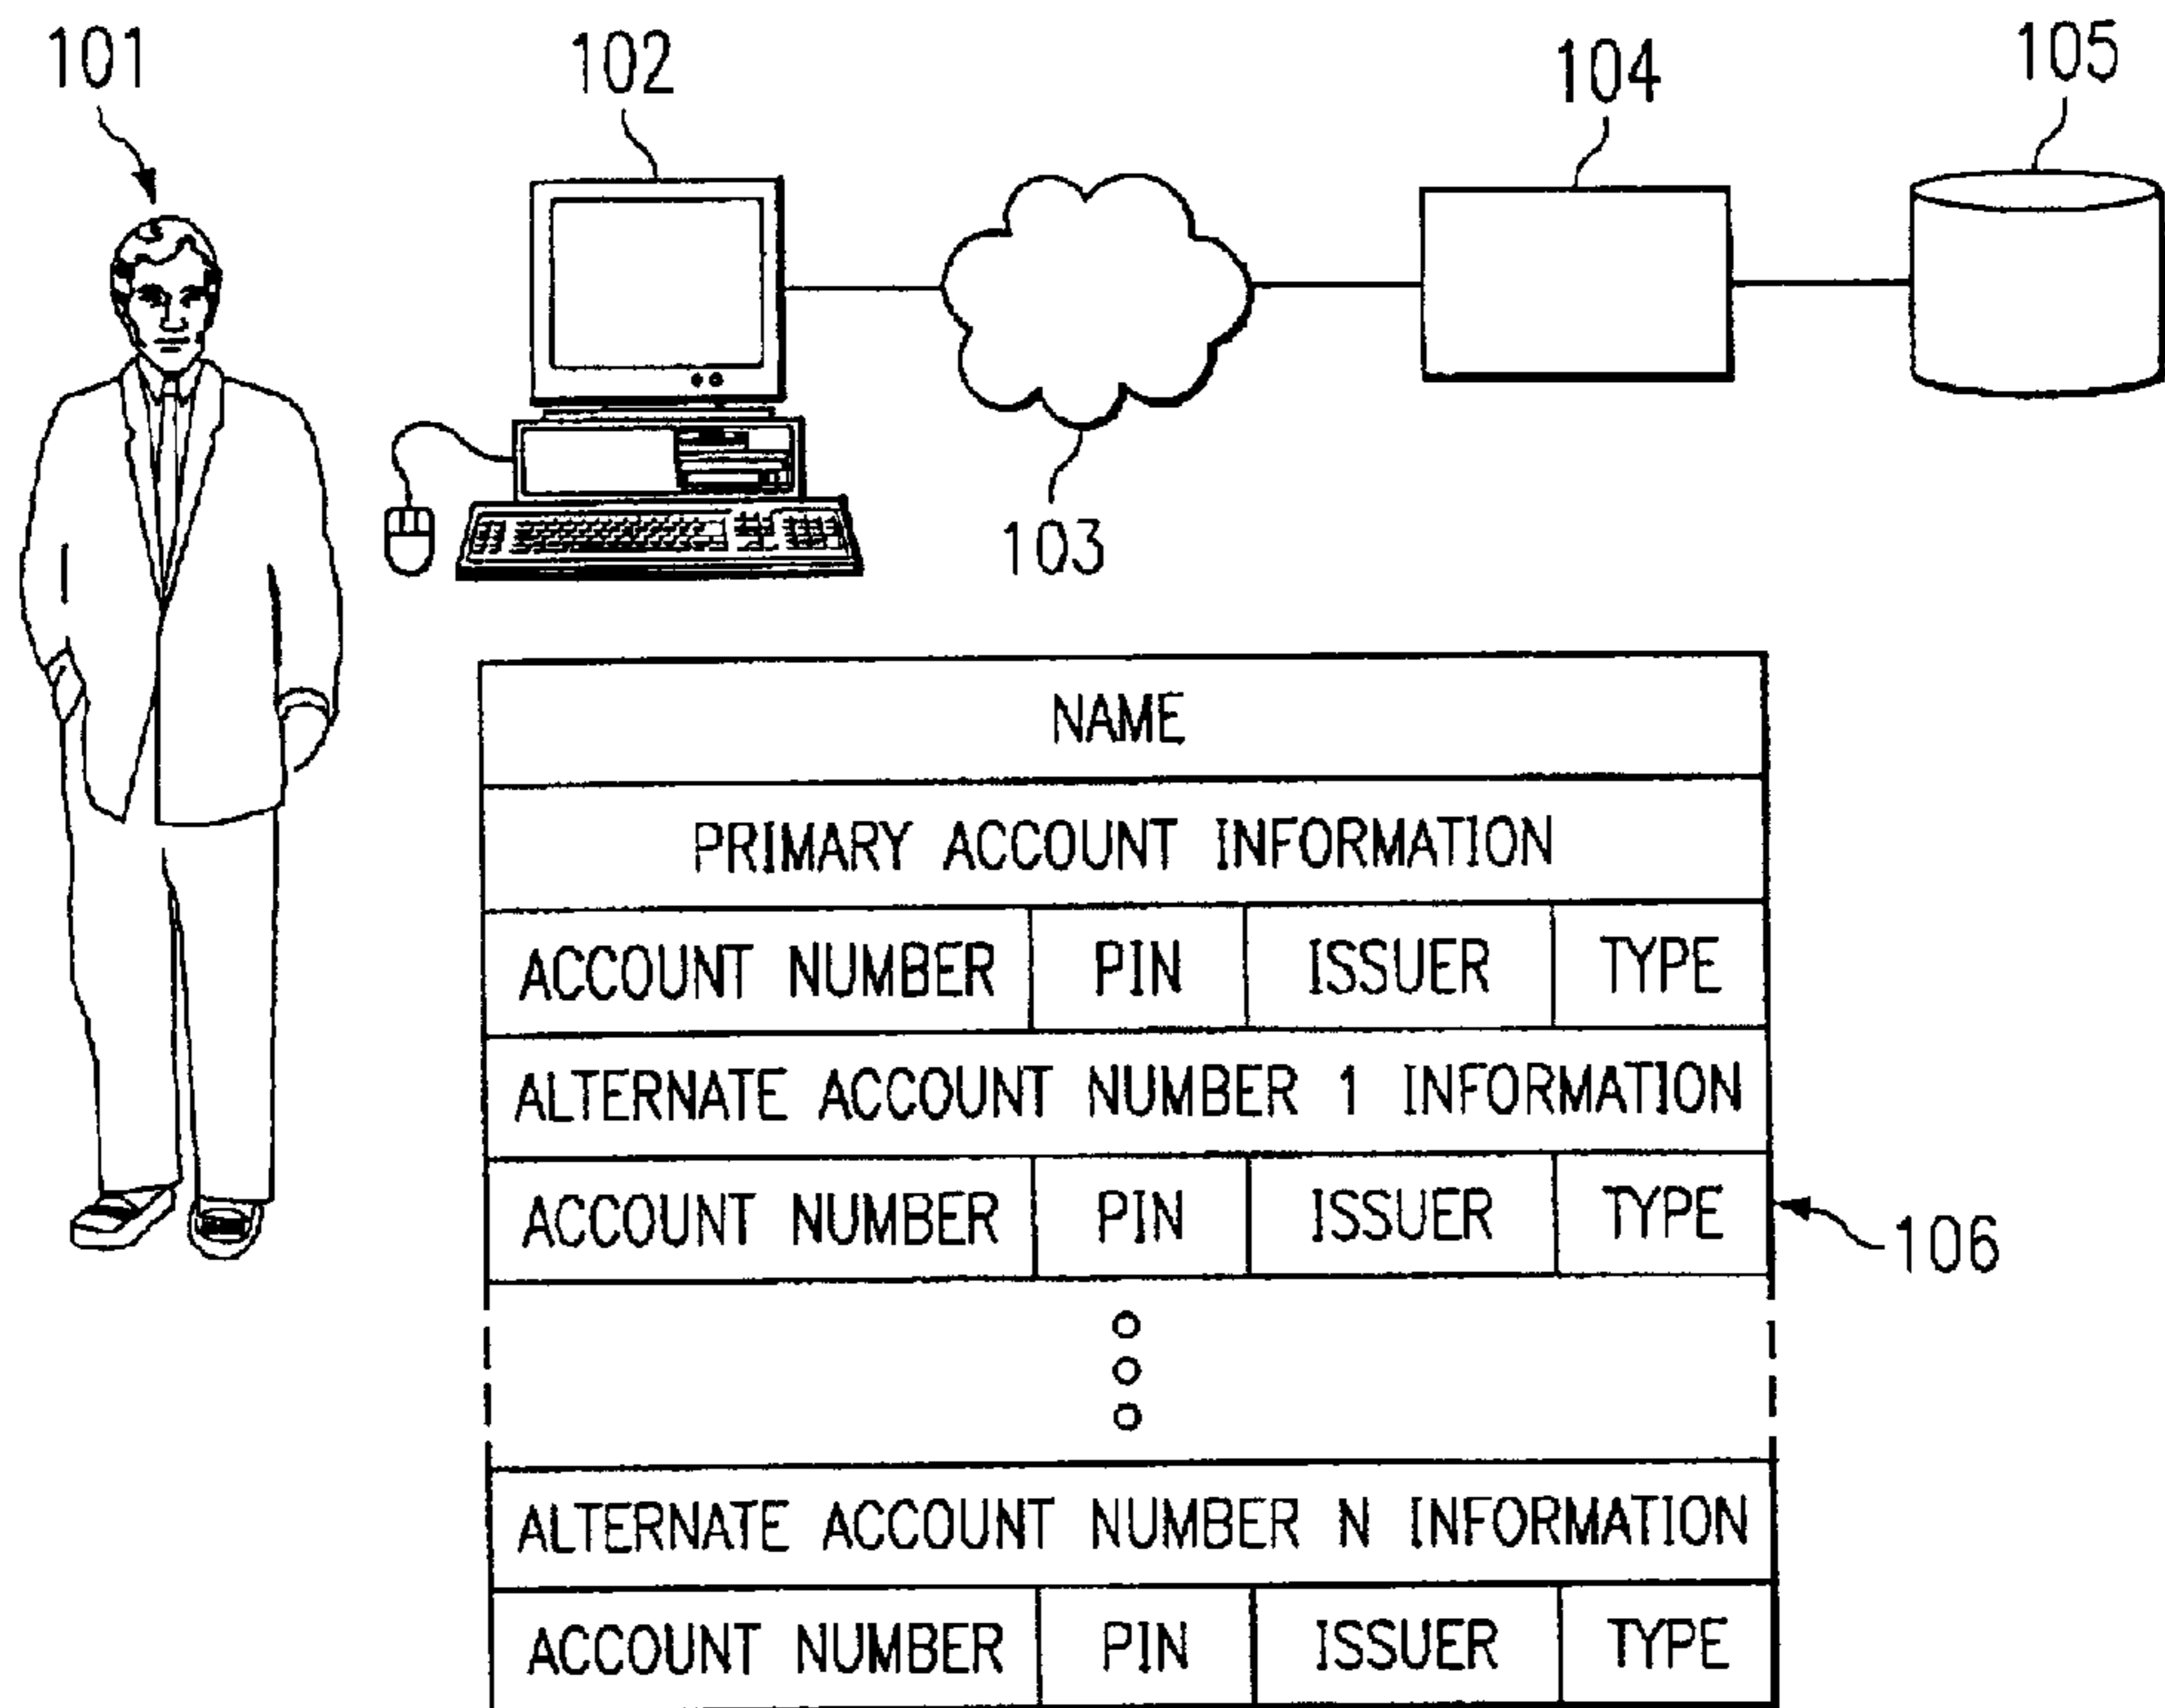 101
102
104
105
103
NAME
PRIMARY ACCOUNT INFORMATION
ACCOUNT NUMBER PIN ISSUER TYPE
ALTERNATE ACCOUNT NUMBER 1 INFORMATION
ACCOUNT NUMBER PIN ISSUER TYPE
106
ALTERNATE ACCOUNT NUMBER N INFORMATION
ACCOUNT NUMBER PIN ISSUER TYPE